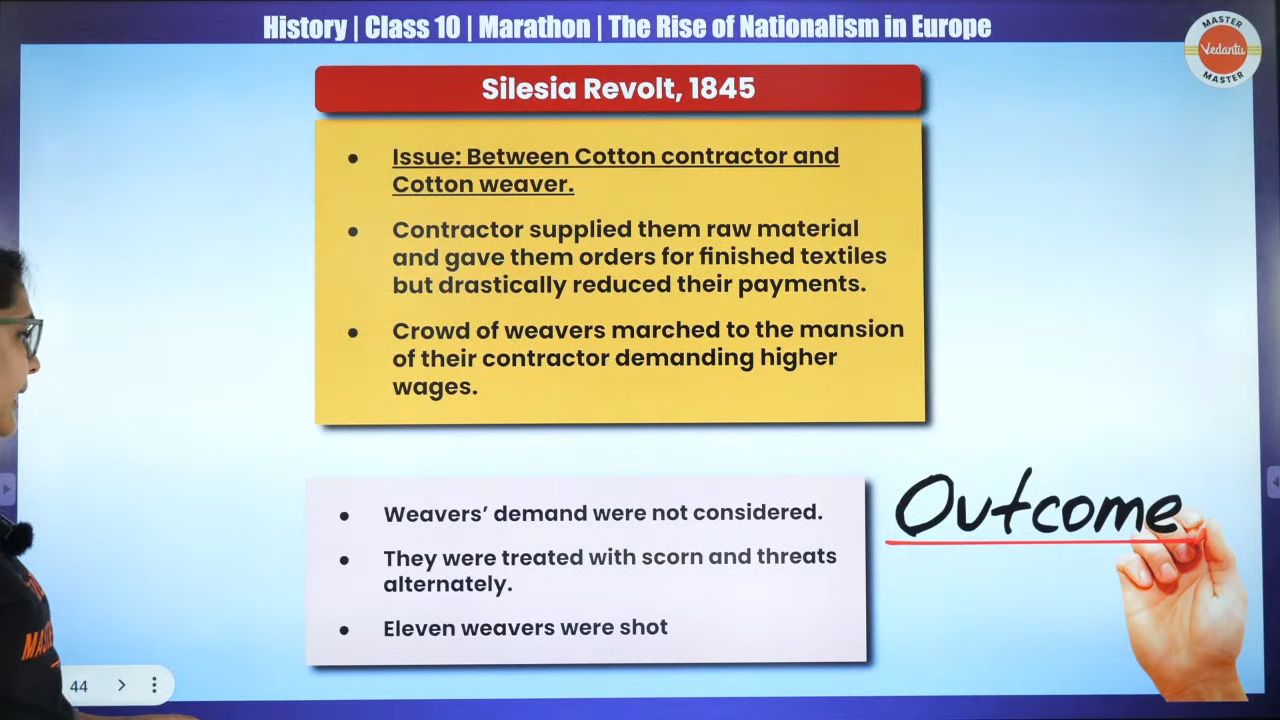 History | Class 10 | Marathon | The Rise of Nationalism in Europe
MASTER
Vedantu
MASTER
Silesia Revolt, 1845
● Issue: Between Cotton contractor and
Cotton weaver.
● Contractor supplied them raw material
and gave them orders for finished textiles
but drastically reduced their payments.
● Crowd of weavers marched to the mansion
of their contractor demanding higher
wages.
● Weavers' demand were not considered.
● They were treated with scorn and threats
alternately.
● Eleven weavers were shot
Outcome
44